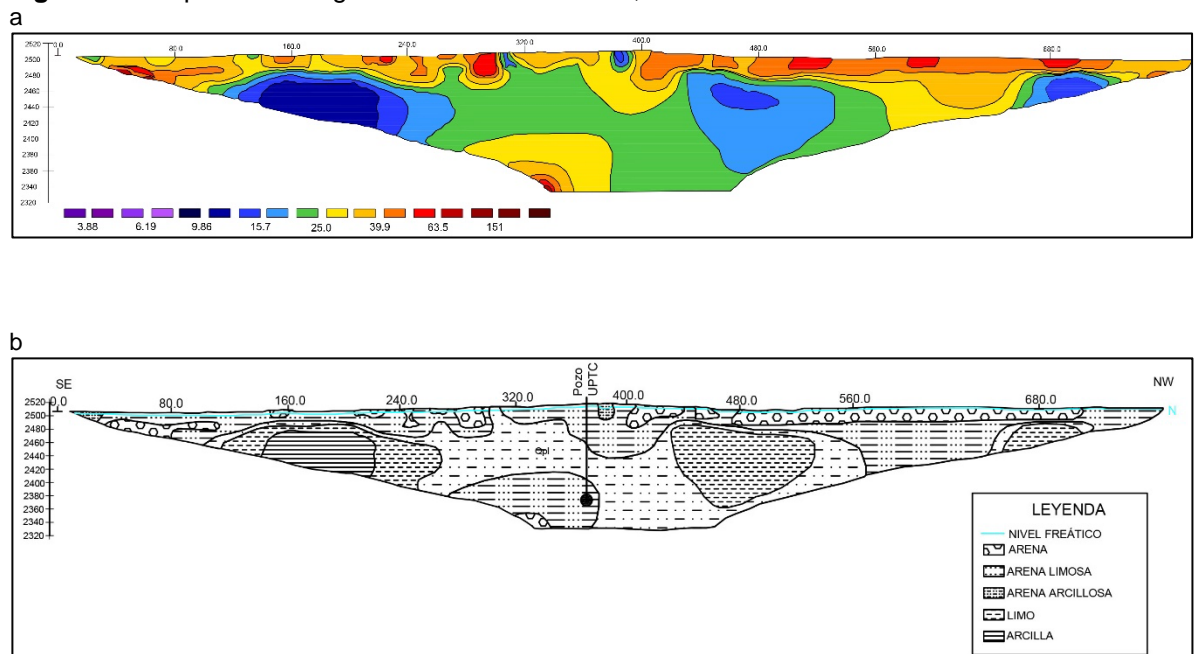 a
2520 0.0 80.0 160.0 240.0 320.0 400.0 480.0 560.0 680.0
2500
2480
2460
2440
2420
2400
2380
2360
2340
2320
3.88 6.19 9.86 15.7 25.0 39.9 63.5 151
b
SE Pozo UPTC NW
2520 0.0 80.0 160.0 240.0 320.0 400.0 480.0 560.0 680.0
2500 N
2480
2460
2440 Qpl
2420
2400
2380
2360
2340
2320
LEYENDA
NIVEL FREÁTICO
ARENA
ARENA LIMOSA
ARENA ARCILLOSA
LIMO
ARCILLA